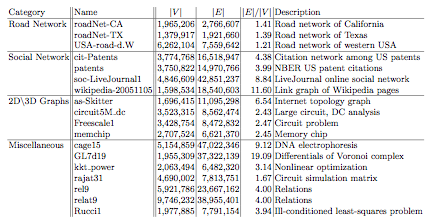 Category Name |V| |E| |E|/|V| Description
Road Network roadNet-CA 1,965,206 2,766,607 1.41 Road network of California
roadNet-TX 1,379,917 1,921,660 1.39 Road network of Texas
USA-road-d.W 6,262,104 7,559,642 1.21 Road network of western USA
Social Network cit-Patents 3,774,768 16,518,947 4.38 Citation network among US patents
patents 3,750,822 14,970,766 3.99 NBER US patent citations
soc-LiveJournal1 4,846,609 42,851,237 8.84 LiveJournal online social network
wikipedia-20051105 1,598,534 18,540,603 11.60 Link graph of Wikipedia pages
2D\3D Graphs as-Skitter 1,696,415 11,095,298 6.54 Internet topology graph
circuit5M_dc 3,523,315 8,562,474 2.43 Large circuit, DC analysis
Freescale1 3,428,754 8,472,832 2.47 Circuit problem
memchip 2,707,524 6,621,370 2.45 Memory chip
Miscellaneous cage15 5,154,859 47,022,346 9.12 DNA electrophoresis
GL7d19 1,955,309 37,322,139 19.09 Differentials of Voronoi complex
kkt_power 2,063,494 6,482,320 3.14 Nonlinear optimization
rajat31 4,690,002 7,813,751 1.67 Circuit simulation matrix
rel9 5,921,786 23,667,162 4.00 Relations
relat9 9,746,232 38,955,401 4.00 Relations
Rucci1 1,977,885 7,791,154 3.94 Ill-conditioned least-squares problem